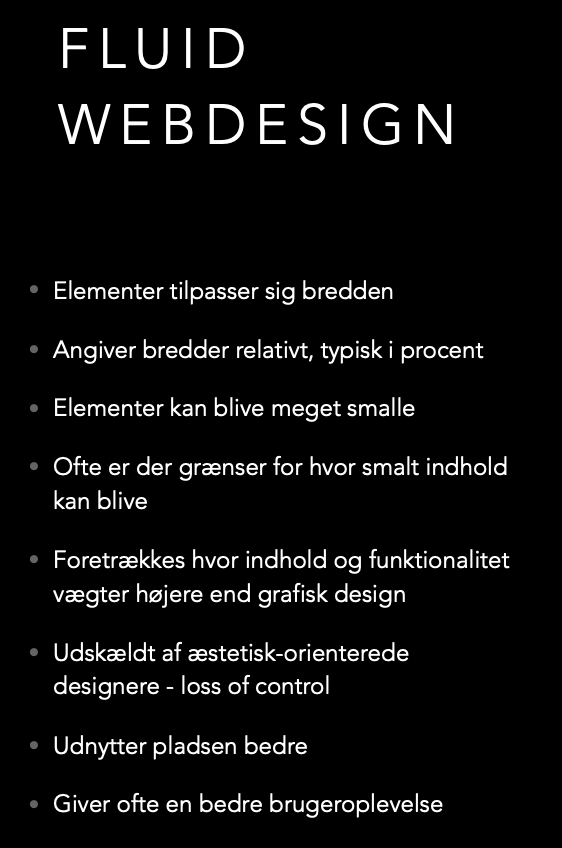 FLUID
WEBDESIGN
• Elementer tilpasser sig bredden
• Angiver bredder relativt, typisk i procent
• Elementer kan blive meget smalle
• Ofte er der grænser for hvor smalt indhold
kan blive
• Foretrækkes hvor indhold og funktionalitet
vægter højere end grafisk design
• Udskældt af æstetisk-orienterede
designere - loss of control
• Udnytter pladsen bedre
• Giver ofte en bedre brugeroplevelse